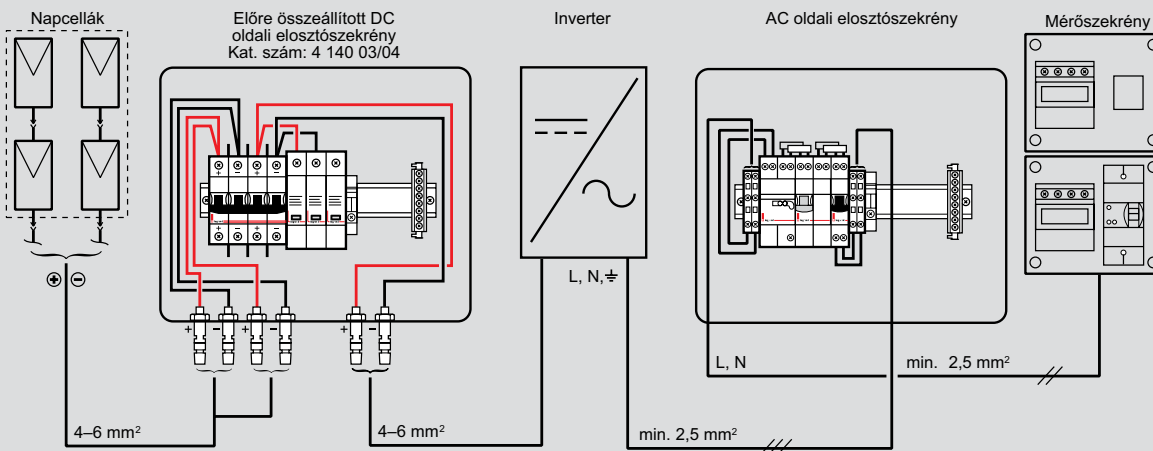 Napcellák
Előre összeállított DC
oldali elosztószekrény
Kat. szám: 4 140 03/04
Inverter
AC oldali elosztószekrény
Mérőszekrény
+ − + −
+ − + −
L, N,⏚
+ −
+ − + −
+ −
L, N
min. 2,5 mm²
4–6 mm²
4–6 mm²
min. 2,5 mm²